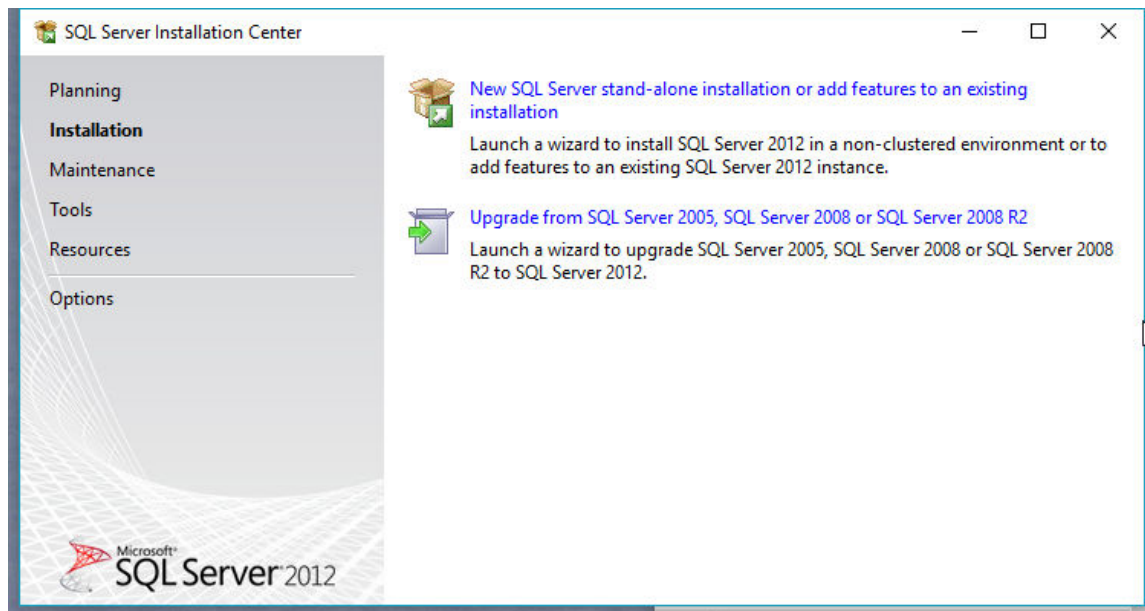 SQL Server Installation Center
Planning
Installation
Maintenance
Tools
Resources
Options
New SQL Server stand-alone installation or add features to an existing
installation
Launch a wizard to install SQL Server 2012 in a non-clustered environment or to
add features to an existing SQL Server 2012 instance.
Upgrade from SQL Server 2005, SQL Server 2008 or SQL Server 2008 R2
Launch a wizard to upgrade SQL Server 2005, SQL Server 2008 or SQL Server 2008
R2 to SQL Server 2012.
Microsoft®
SQL Server® 2012